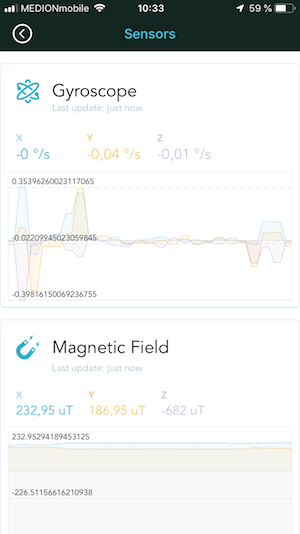 MEDIONmobile 10:33 59 %
Sensors
Gyroscope
Last update: just now
X Y Z
-0 °/s -0,04 °/s -0,01 °/s
0.35396260023117065
-0.02209945023059845
-0.39816150069236755
Magnetic Field
Last update: just now
X Y Z
232,95 uT 186,95 uT -682 uT
232.95294189453125
-226.51156616210938